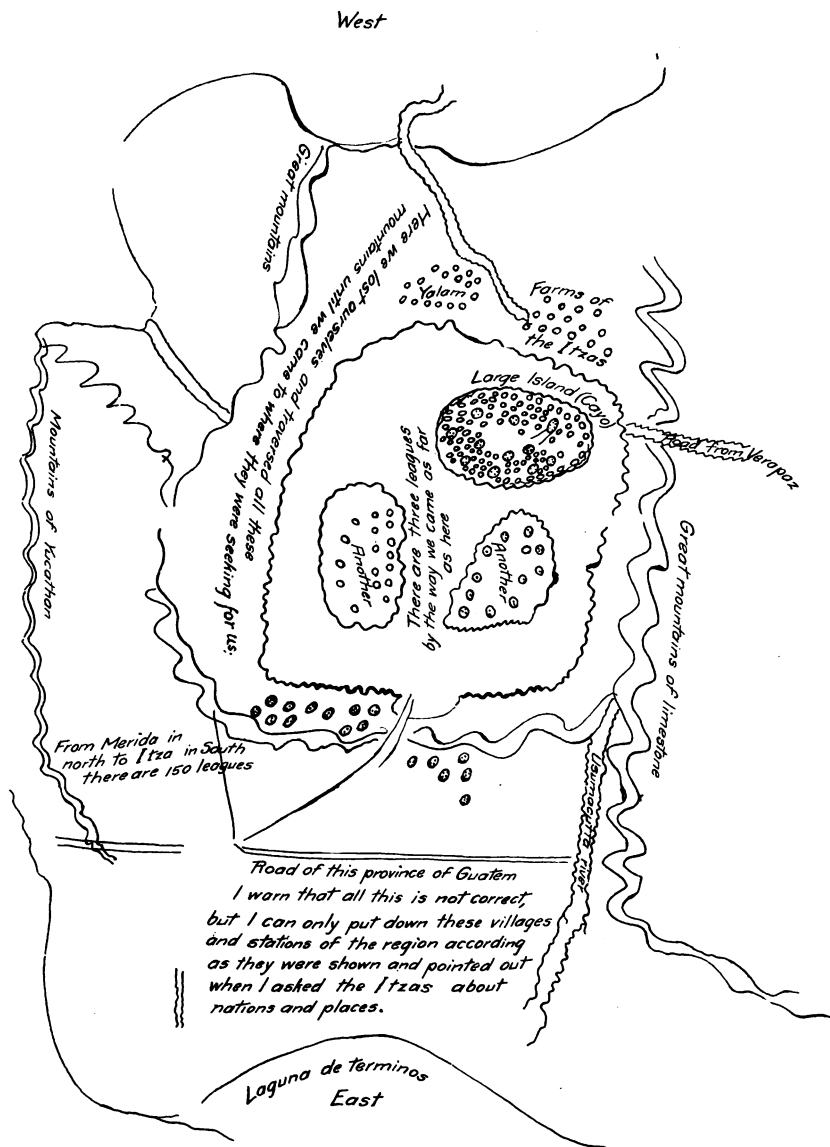 West
Great mountains
Here we lost ourselves and traversed all these
mountains until we came to where they were seeking for us.
Yalam
Farms of
the Itzas
Large Island (Cayo)
Road from Verapaz
There are three leagues
by the way we came as far
as here
Another
Another
Mountains of Yucathan
Great mountains of limestone
From Merida in
north to Itza in South
there are 150 leagues
Usumacinta river
Road of this province of Guatem
I warn that all this is not correct,
but I can only put down these villages
and stations of the region according
as they were shown and pointed out
when I asked the Itzas about
nations and places.
Laguna de Terminos
East